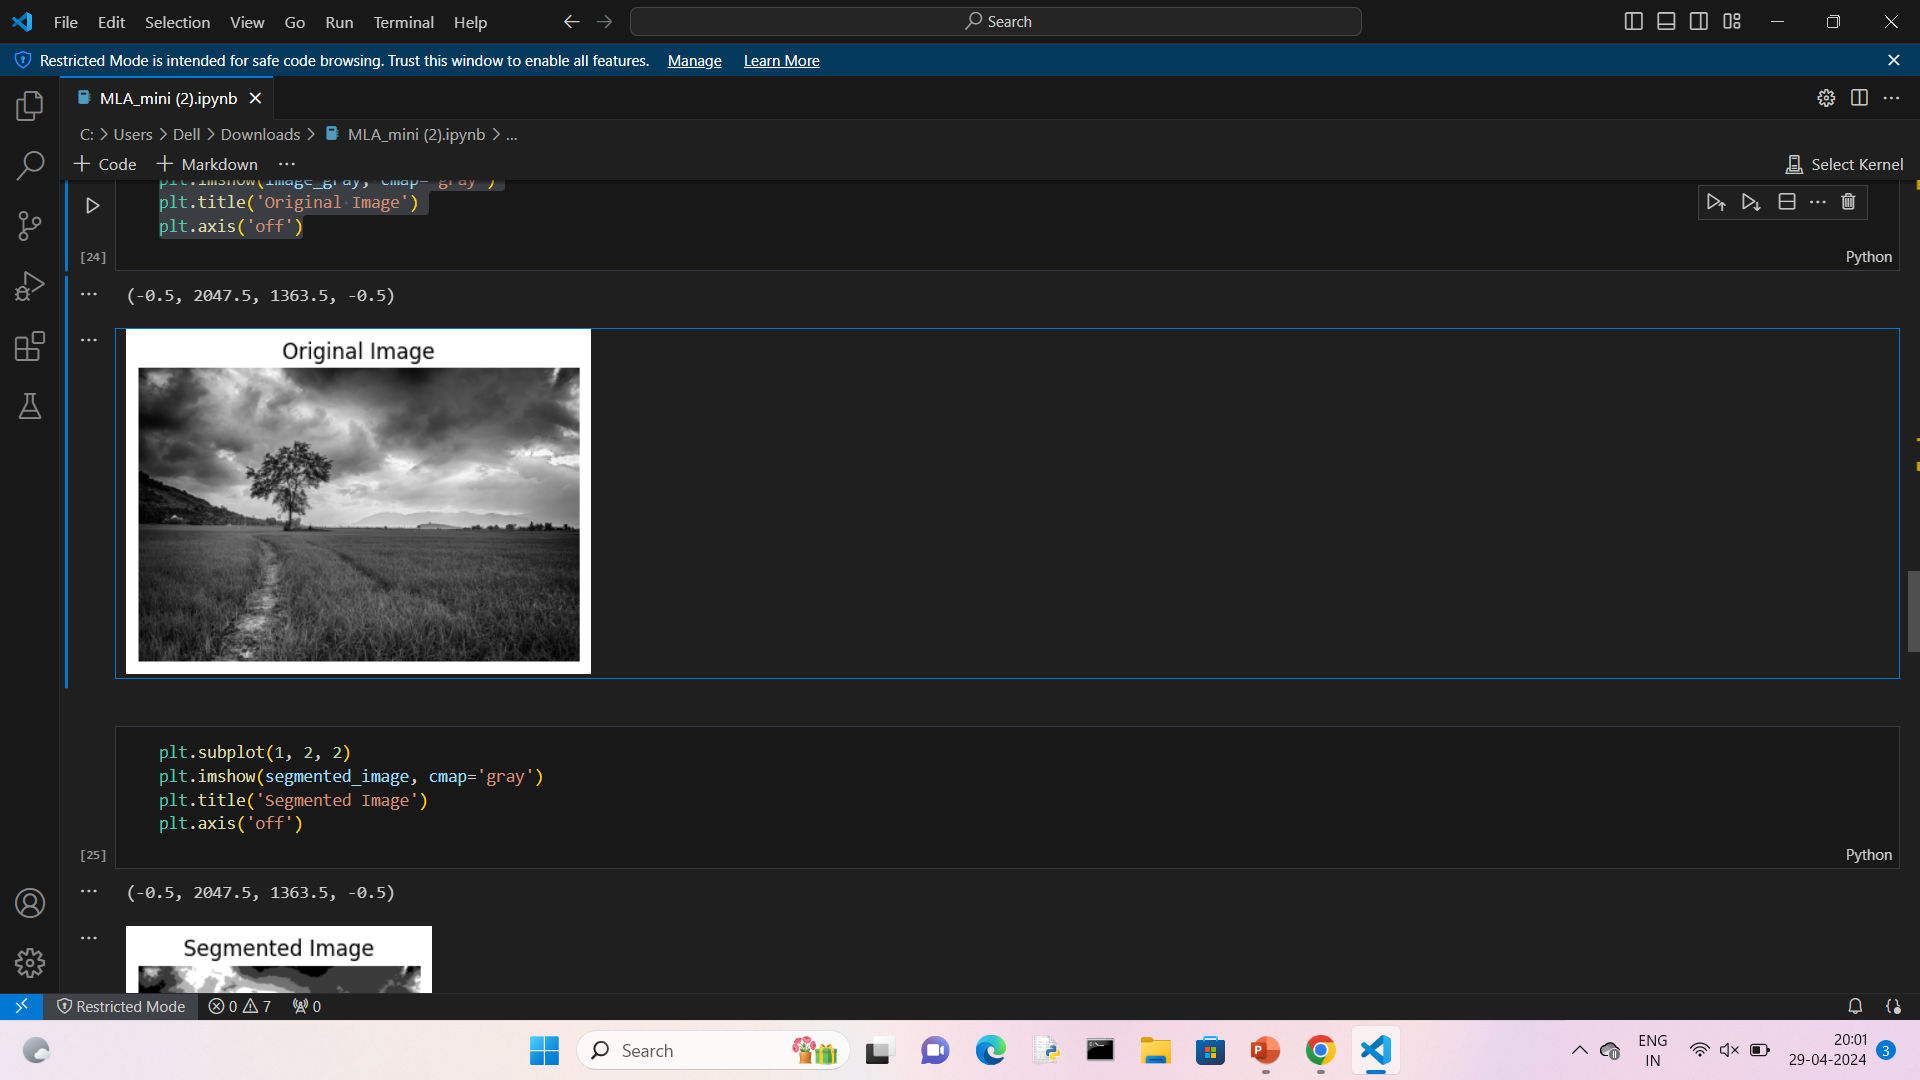 File Edit Selection View Go Run Terminal Help Search
Restricted Mode is intended for safe code browsing. Trust this window to enable all features. Manage Learn More
MLA_mini (2).ipynb
C: > Users > Dell > Downloads > MLA_mini (2).ipynb > ...
+ Code + Markdown ... Select Kernel
plt.imshow(image_gray, cmap='gray')
plt.title('Original Image')
plt.axis('off')
[24] Python
(-0.5, 2047.5, 1363.5, -0.5)
Original Image
plt.subplot(1, 2, 2)
plt.imshow(segmented_image, cmap='gray')
plt.title('Segmented Image')
plt.axis('off')
[25] Python
(-0.5, 2047.5, 1363.5, -0.5)
Segmented Image
Restricted Mode 0 7 0
Search
ENG
IN
20:01
29-04-2024
3